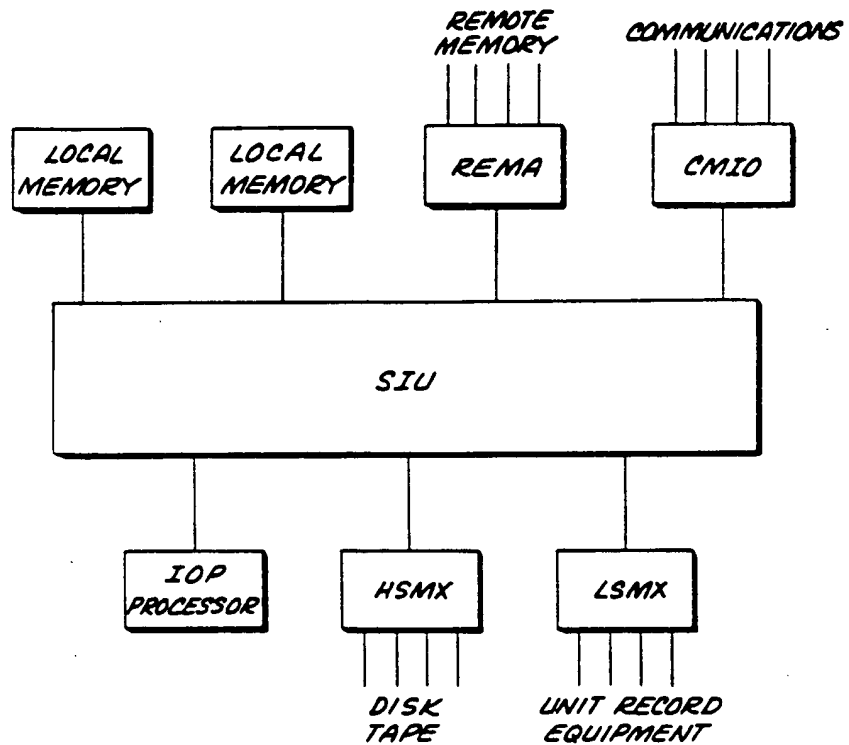 REMOTE
MEMORY
COMMUNICATIONS
LOCAL
MEMORY
LOCAL
MEMORY
REMA
CMIO
SIU
IOP
PROCESSOR
HSMX
LSMX
DISK
TAPE
UNIT RECORD
EQUIPMENT